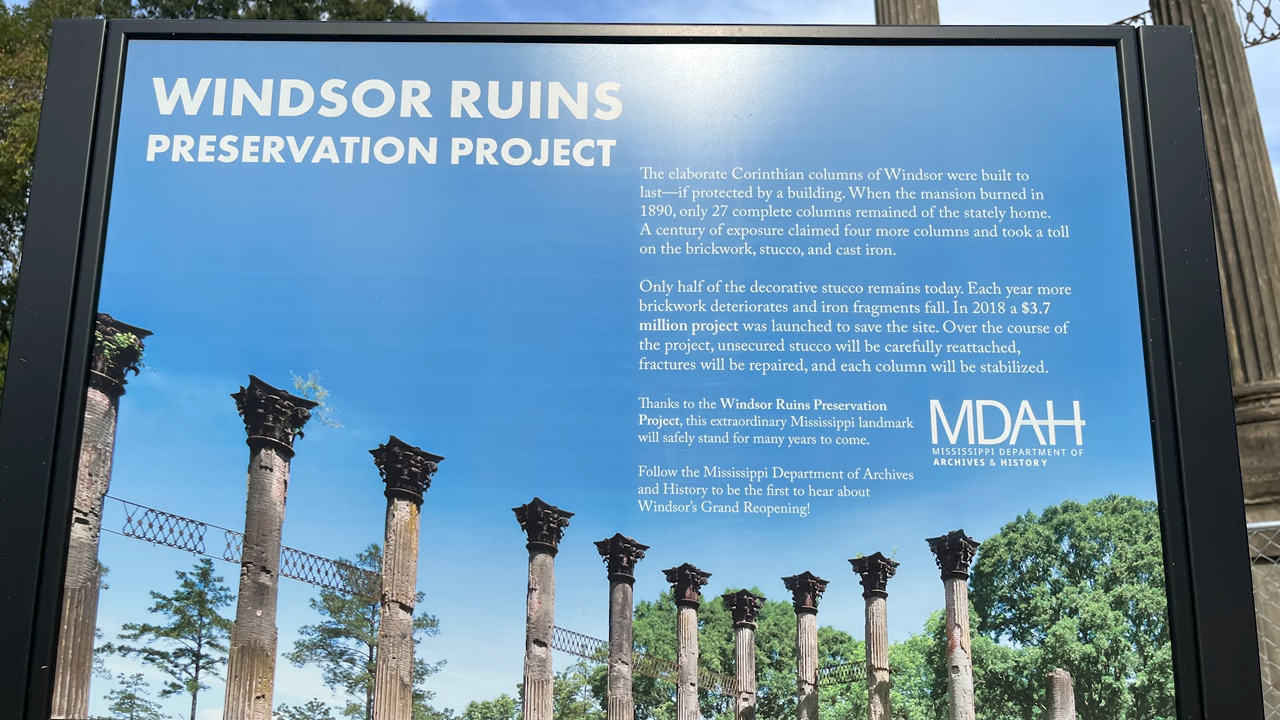 WINDSOR RUINS
PRESERVATION PROJECT
The elaborate Corinthian columns of Windsor were built to
last—if protected by a building. When the mansion burned in
1890, only 27 complete columns remained of the stately home.
A century of exposure claimed four more columns and took a toll
on the brickwork, stucco, and cast iron.
Only half of the decorative stucco remains today. Each year more
brickwork deteriorates and iron fragments fall. In 2018 a $3.7
million project was launched to save the site. Over the course of
the project, unsecured stucco will be carefully reattached,
fractures will be repaired, and each column will be stabilized.
Thanks to the Windsor Ruins Preservation
Project, this extraordinary Mississippi landmark
will safely stand for many years to come.
Follow the Mississippi Department of Archives
and History to be the first to hear about
Windsor's Grand Reopening!
MDAH
MISSISSIPPI DEPARTMENT OF
ARCHIVES & HISTORY